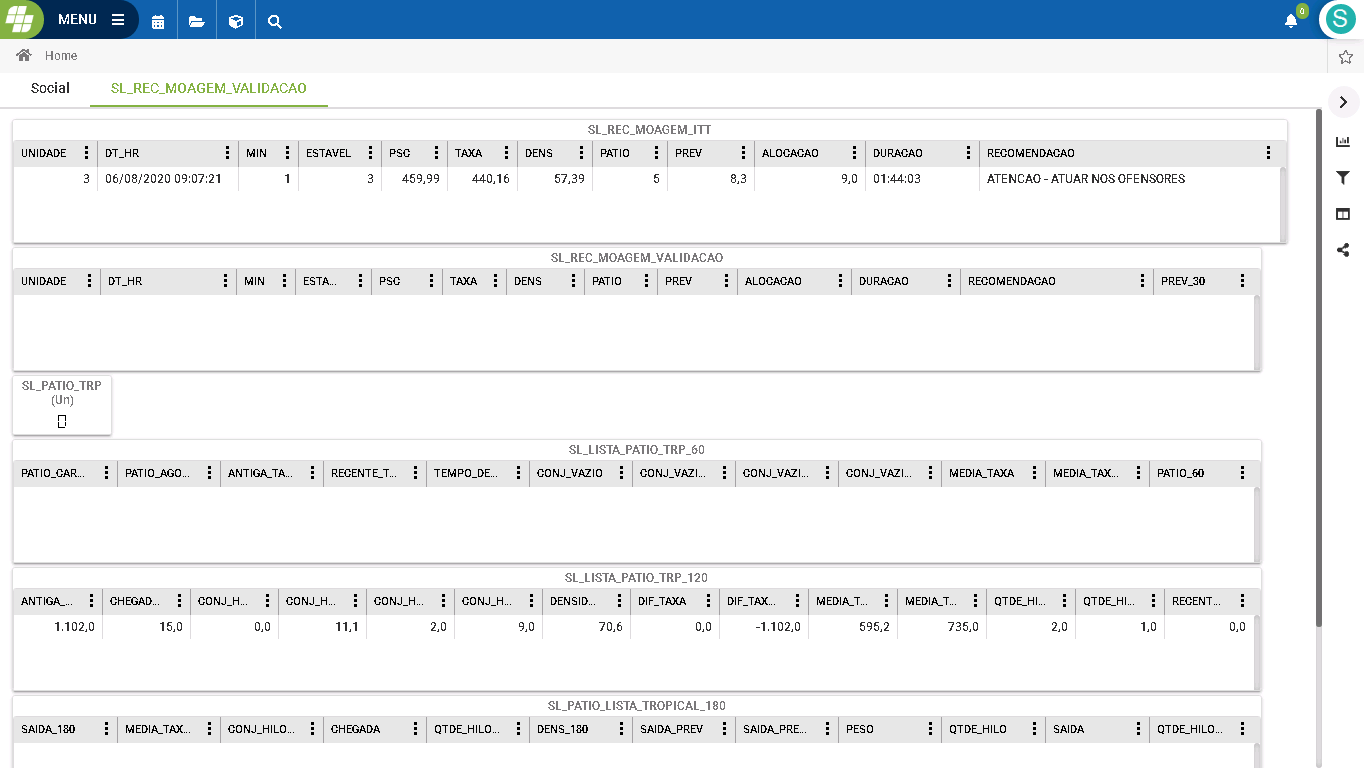 MENU
0
S
Home
Social SL_REC_MOAGEM_VALIDACAO
SL_REC_MOAGEM_ITT
UNIDADE DT_HR MIN ESTAVEL PSC TAXA DENS PATIO PREV ALOCACAO DURACAO RECOMENDACAO
3 06/08/2020 09:07:21 1 3 459,99 440,16 57,39 5 8,3 9,0 01:44:03 ATENCAO - ATUAR NOS OFENSORES
SL_REC_MOAGEM_VALIDACAO
UNIDADE DT_HR MIN ESTA... PSC TAXA DENS PATIO PREV ALOCACAO DURACAO RECOMENDACAO PREV_30
SL_PATIO_TRP
(Un)
SL_LISTA_PATIO_TRP_60
PATIO_CAR... PATIO_AGO... ANTIGA_TA... RECENTE_T... TEMPO_DE... CONJ_VAZIO CONJ_VAZI... CONJ_VAZI... CONJ_VAZI... MEDIA_TAXA MEDIA_TAX... PATIO_60
SL_LISTA_PATIO_TRP_120
ANTIGA_... CHEGAD... CONJ_H... CONJ_H... CONJ_H... CONJ_H... DENSID... DIF_TAXA DIF_TAX... MEDIA_T... MEDIA_T... QTDE_HI... QTDE_HI... RECENT...
1.102,0 15,0 0,0 11,1 2,0 9,0 70,6 0,0 -1.102,0 595,2 735,0 2,0 1,0 0,0
SL_PATIO_LISTA_TROPICAL_180
SAIDA_180 MEDIA_TAX... CONJ_HILO... CHEGADA QTDE_HILO... DENS_180 SAIDA_PREV SAIDA_PRE... PESO QTDE_HILO SAIDA QTDE_HILO...